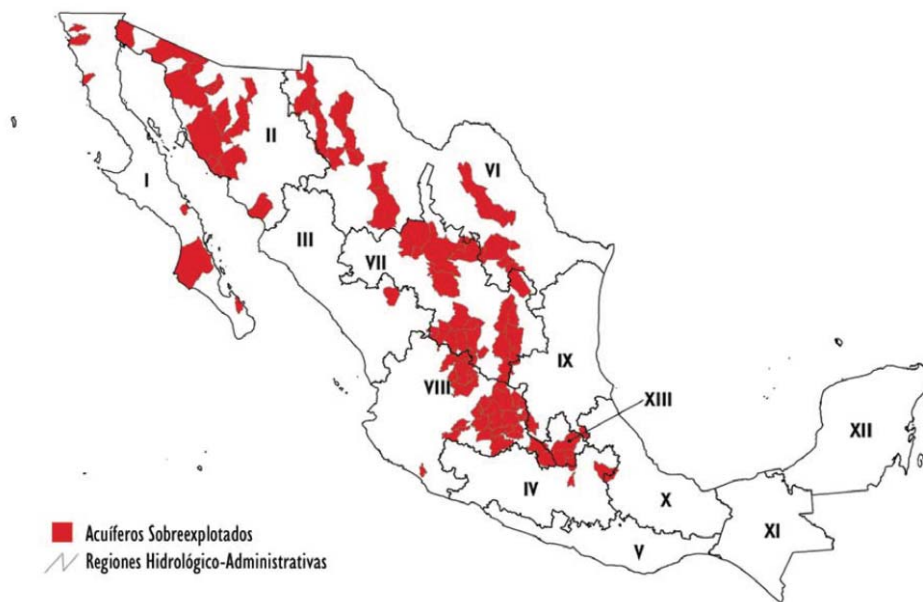 VI
II
I
III
VII
IX
VIII
XIII
XII
IV
X
XI
V
Acuíferos Sobreexplotados
Regiones Hidrológico-Administrativas